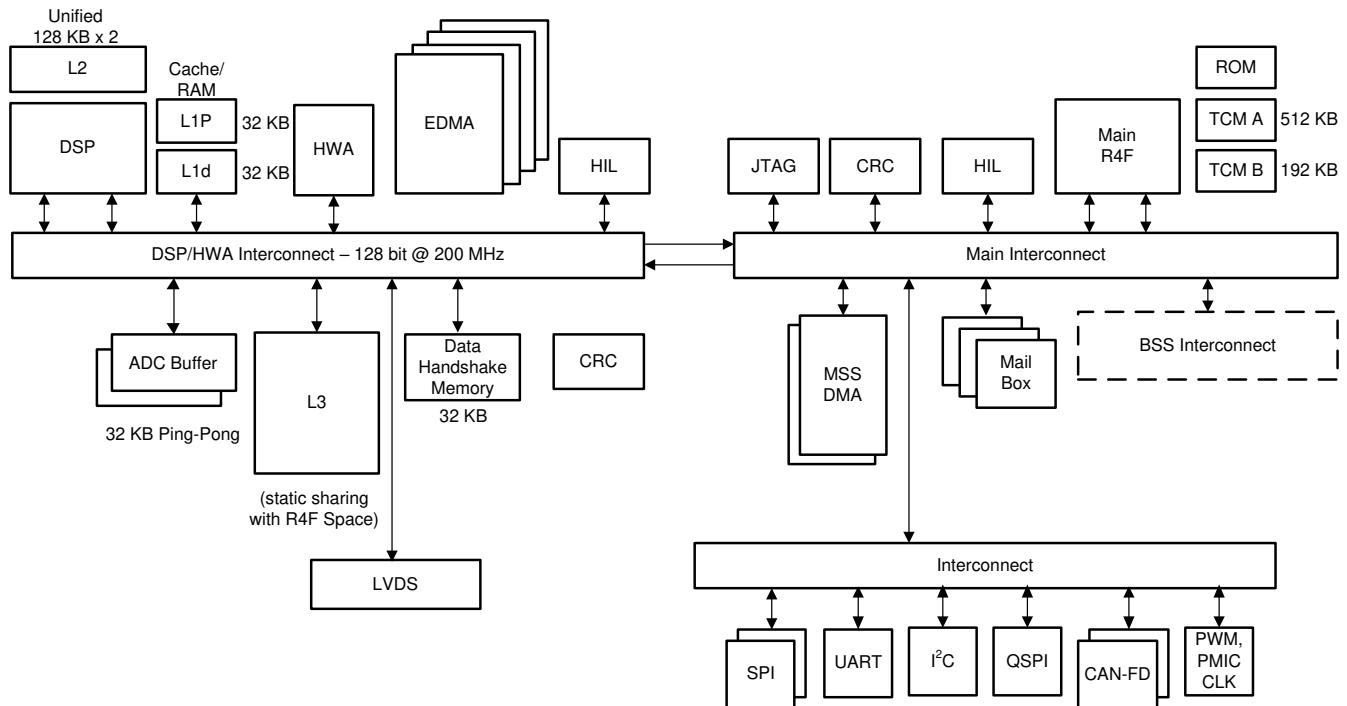 Unified
128 KB x 2
L2
Cache/
RAM
DSP
L1P
32 KB
L1d
32 KB
HWA
EDMA
HIL
JTAG
CRC
HIL
Main
R4F
ROM
TCM A
512 KB
TCM B
192 KB
DSP/HWA Interconnect – 128 bit @ 200 MHz
Main Interconnect
ADC Buffer
32 KB Ping-Pong
L3
(static sharing
with R4F Space)
Data
Handshake
Memory
32 KB
CRC
LVDS
MSS
DMA
Mail
Box
BSS Interconnect
Interconnect
SPI
UART
I²C
QSPI
CAN-FD
PWM,
PMIC
CLK